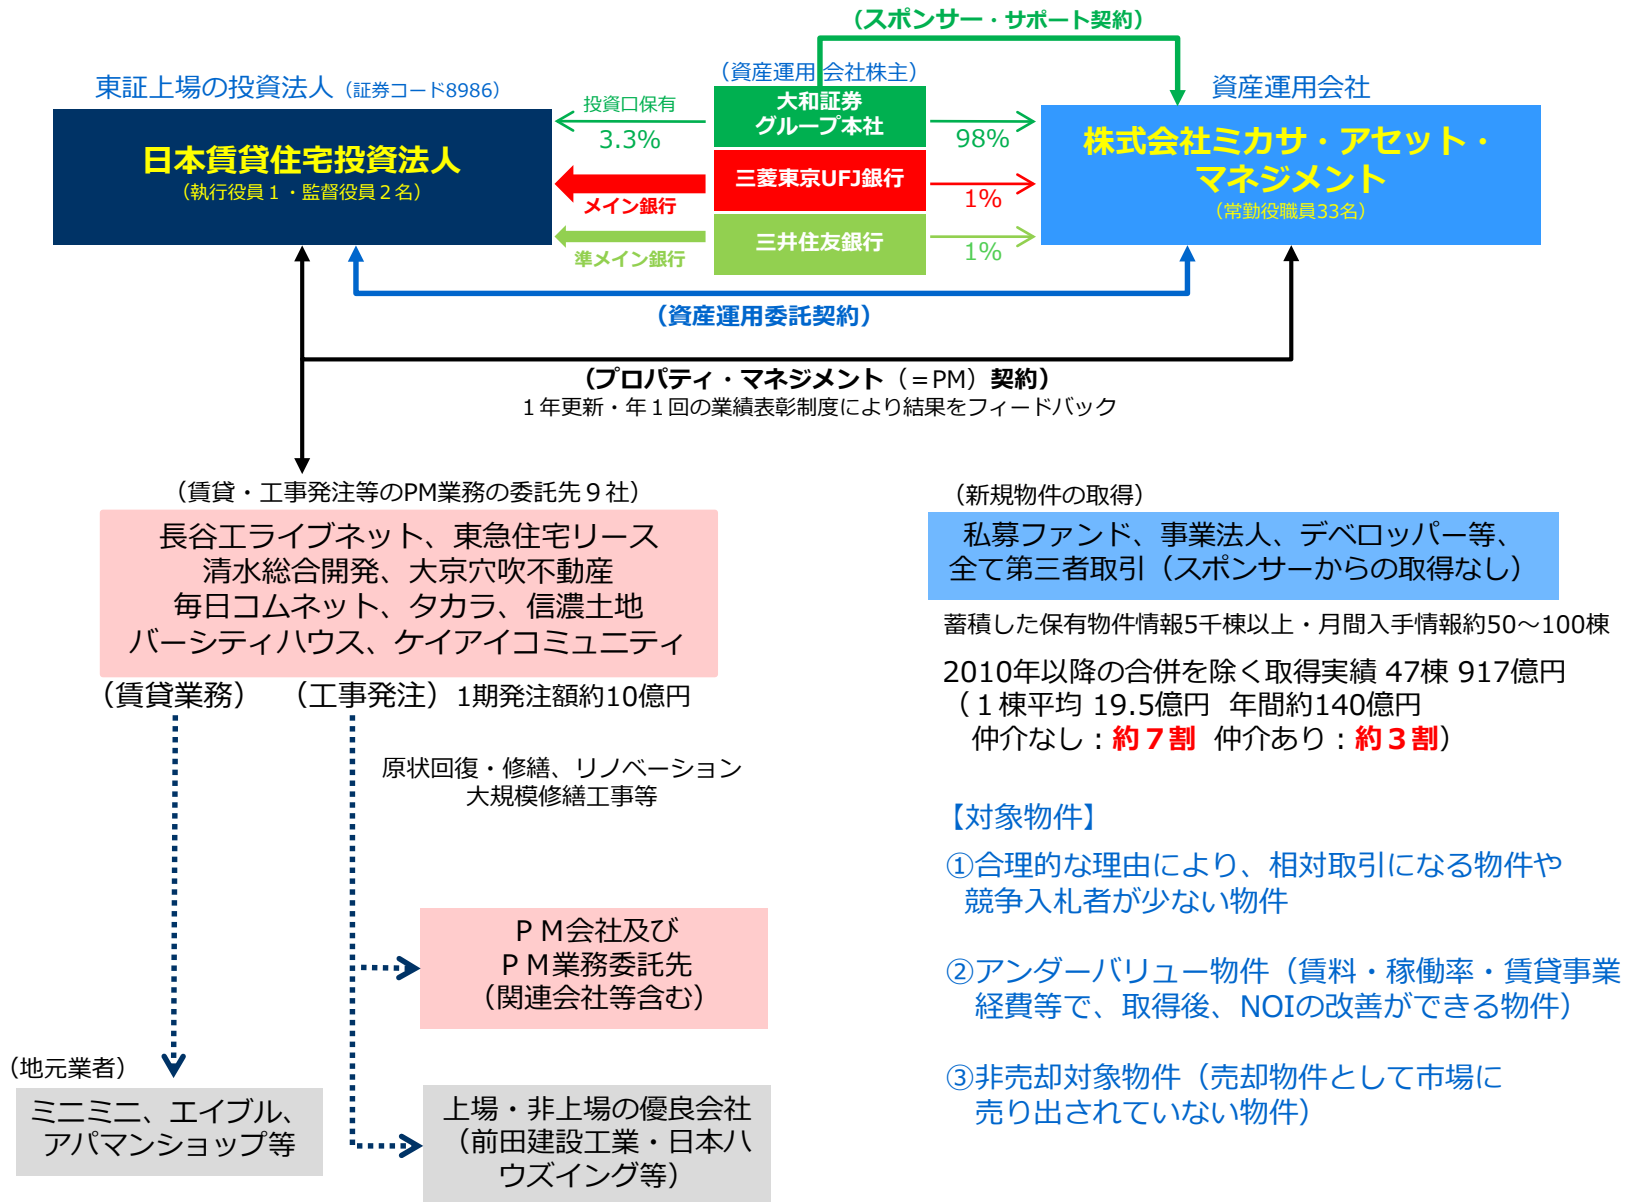 （スポンサー・サポート契約）
東証上場の投資法人（証券コード8986）
（資産運用 会社株主）
資産運用会社
日本賃貸住宅投資法人
（執行役員１・監督役員２名）
投資口保有
3.3%
大和証券
グループ本社
98%
株式会社ミカサ・アセット・
マネジメント
（常勤役職員33名）
メイン銀行
三菱東京UFJ銀行
1%
準メイン銀行
三井住友銀行
1%
（資産運用委託契約）
（プロパティ・マネジメント（＝PM）契約）
１年更新・年１回の業績表彰制度により結果をフィードバック
（賃貸・工事発注等のPM業務の委託先９社）
長谷工ライブネット、東急住宅リース
清水総合開発、大京穴吹不動産
毎日コムネット、タカラ、信濃土地
バーシティハウス、ケイアイコミュニティ
（賃貸業務）　（工事発注）1期発注額約10億円
原状回復・修繕、リノベーション
大規模修繕工事等
ＰＭ会社及び
ＰＭ業務委託先
（関連会社等含む）
（地元業者）
ミニミニ、エイブル、
アパマンショップ等
上場・非上場の優良会社
（前田建設工業・日本ハ
ウズイング等）
（新規物件の取得）
私募ファンド、事業法人、デベロッパー等、
全て第三者取引（スポンサーからの取得なし）
蓄積した保有物件情報5千棟以上・月間入手情報約50～100棟
2010年以降の合併を除く取得実績 47棟 917億円
（１棟平均 19.5億円 年間約140億円
仲介なし：約７割 仲介あり：約３割）
【対象物件】
①合理的な理由により、相対取引になる物件や
競争入札者が少ない物件
②アンダーバリュー物件（賃料・稼働率・賃貸事業
経費等で、取得後、NOIの改善ができる物件）
③非売却対象物件（売却物件として市場に
売り出されていない物件）